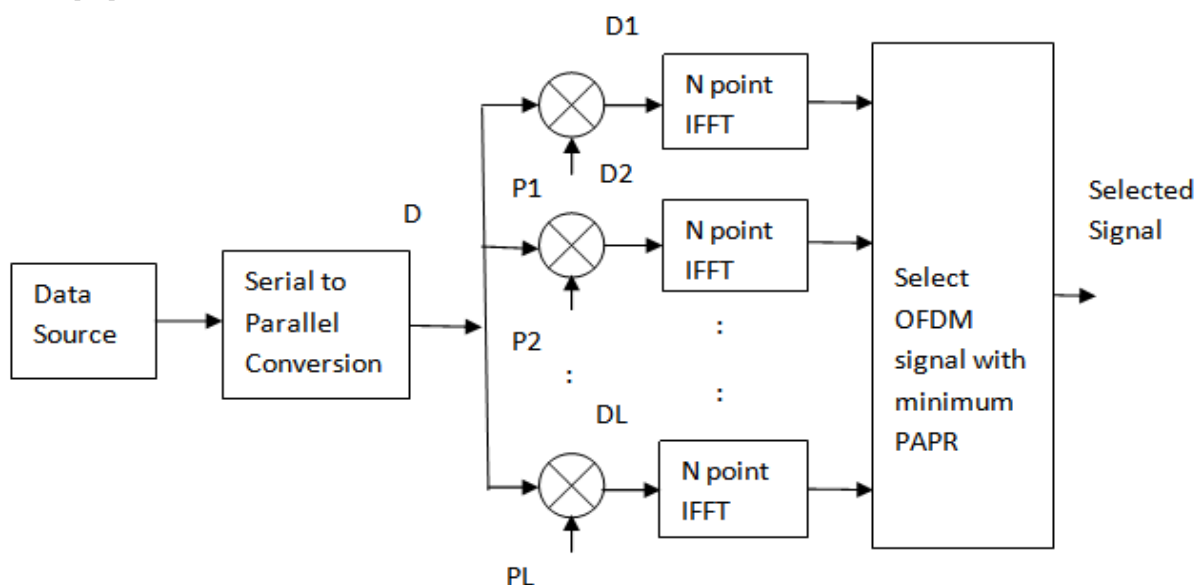 D1
N point
IFFT
P1
D2
D
N point
IFFT
Selected
Signal
Data
Source
Serial to
Parallel
Conversion
P2
:
:
:
Select
OFDM
signal with
minimum
PAPR
DL
N point
IFFT
PL